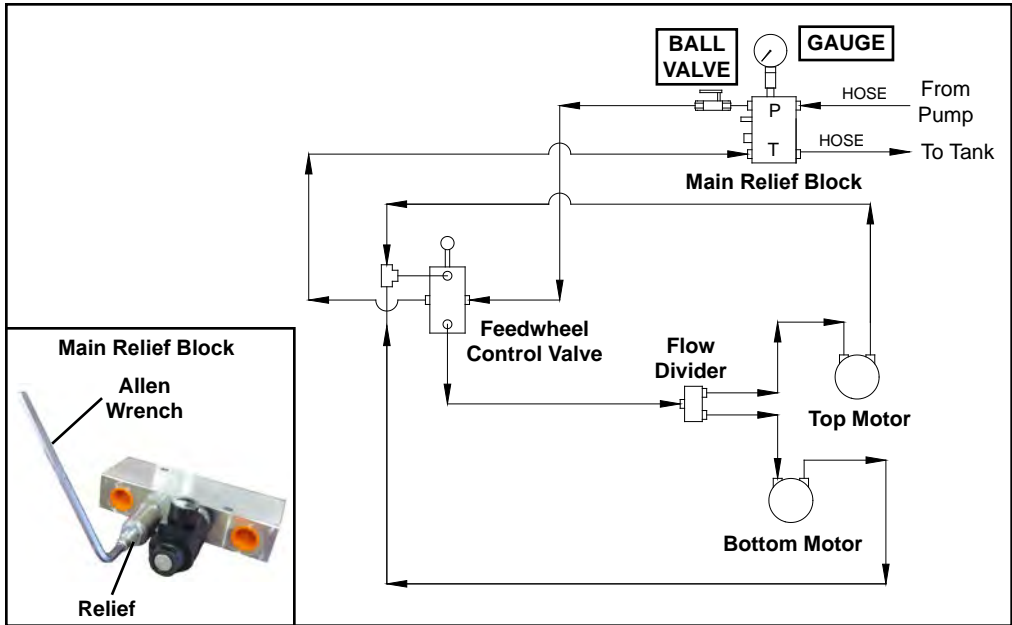 BALL
VALVE
GAUGE
HOSE
From
Pump
P
T
HOSE
To Tank
Main Relief Block
Feedwheel
Control Valve
Flow
Divider
Top Motor
Bottom Motor
Main Relief Block
Allen
Wrench
Relief